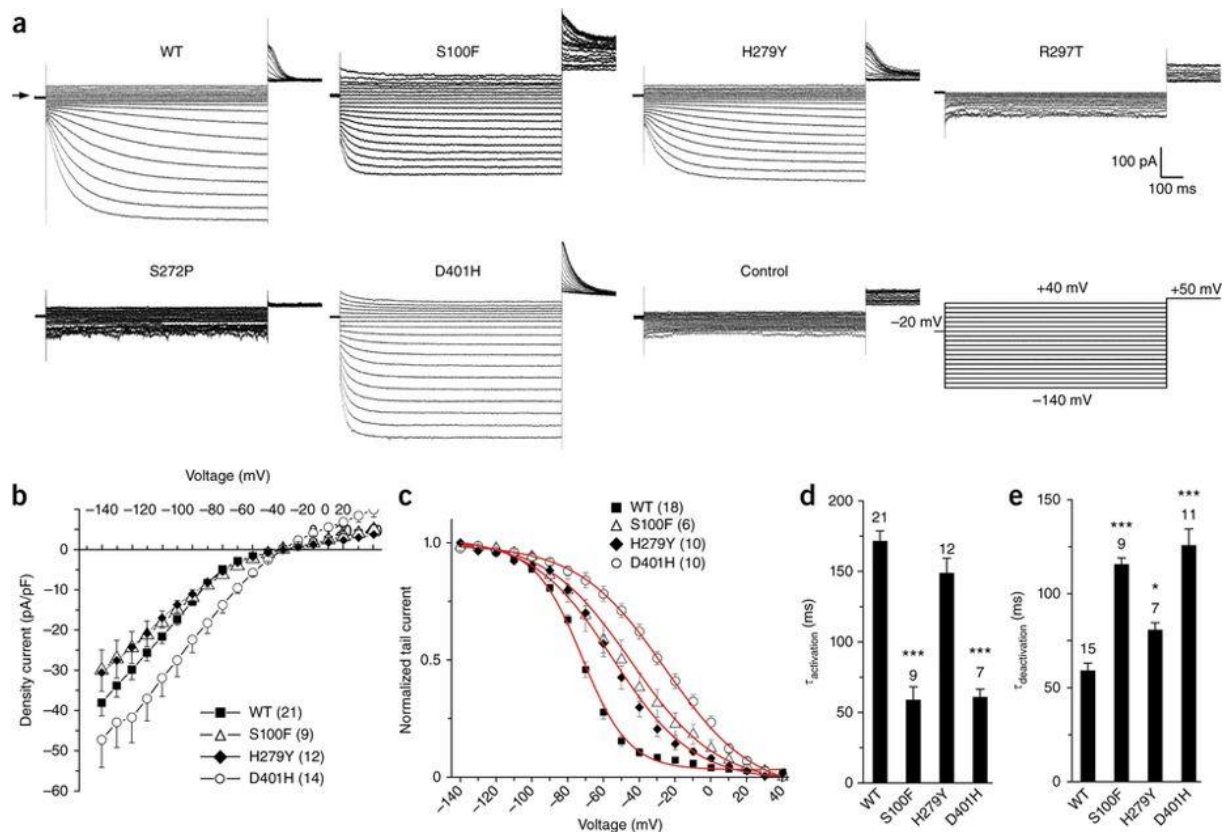 a
WT
S100F
H279Y
R297T
100 pA
100 ms
S272P
D401H
Control
+40 mV
+50 mV
−20 mV
−140 mV
b
Voltage (mV)
−140 −120 −100 −80 −60 −40 −20 0 20
0
−10
−20
−30
−40
−50
−60
Density current (pA/pF)
WT (21)
S100F (9)
H279Y (12)
D401H (14)
c
WT (18)
S100F (6)
H279Y (10)
D401H (10)
1.0
0.5
0
Normalized tail current
−140 −120 −100 −80 −60 −40 −20 0 20 40
Voltage (mV)
d
200
150
100
50
0
τactivation (ms)
21
***
9
12
***
7
WT
S100F
H279Y
D401H
e
150
100
50
0
τdeactivation (ms)
15
***
9
*
7
***
11
WT
S100F
H279Y
D401H